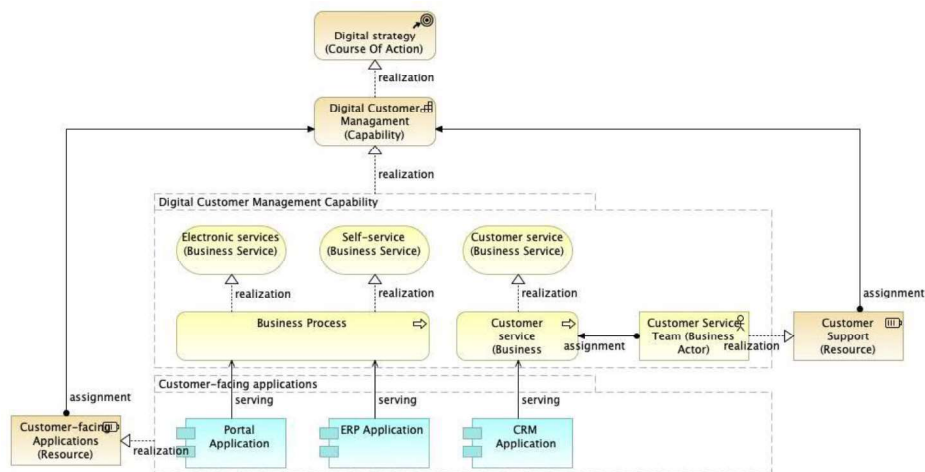 Digital strategy
(Course Of Action)
realization
Digital Customer
Managament
(Capability)
realization
Digital Customer Management Capability
Electronic services
(Business Service)
Self-service
(Business Service)
Customer service
(Business Service)
realization
realization
realization
assignment
Business Process
Customer
service
(Business
assignment
Customer Service
Team (Business
Actor)
realization
Customer
Support
(Resource)
Customer-facing applications
assignment
serving
serving
serving
Customer-facing
Applications
(Resource)
realization
Portal
Application
ERP Application
CRM
Application